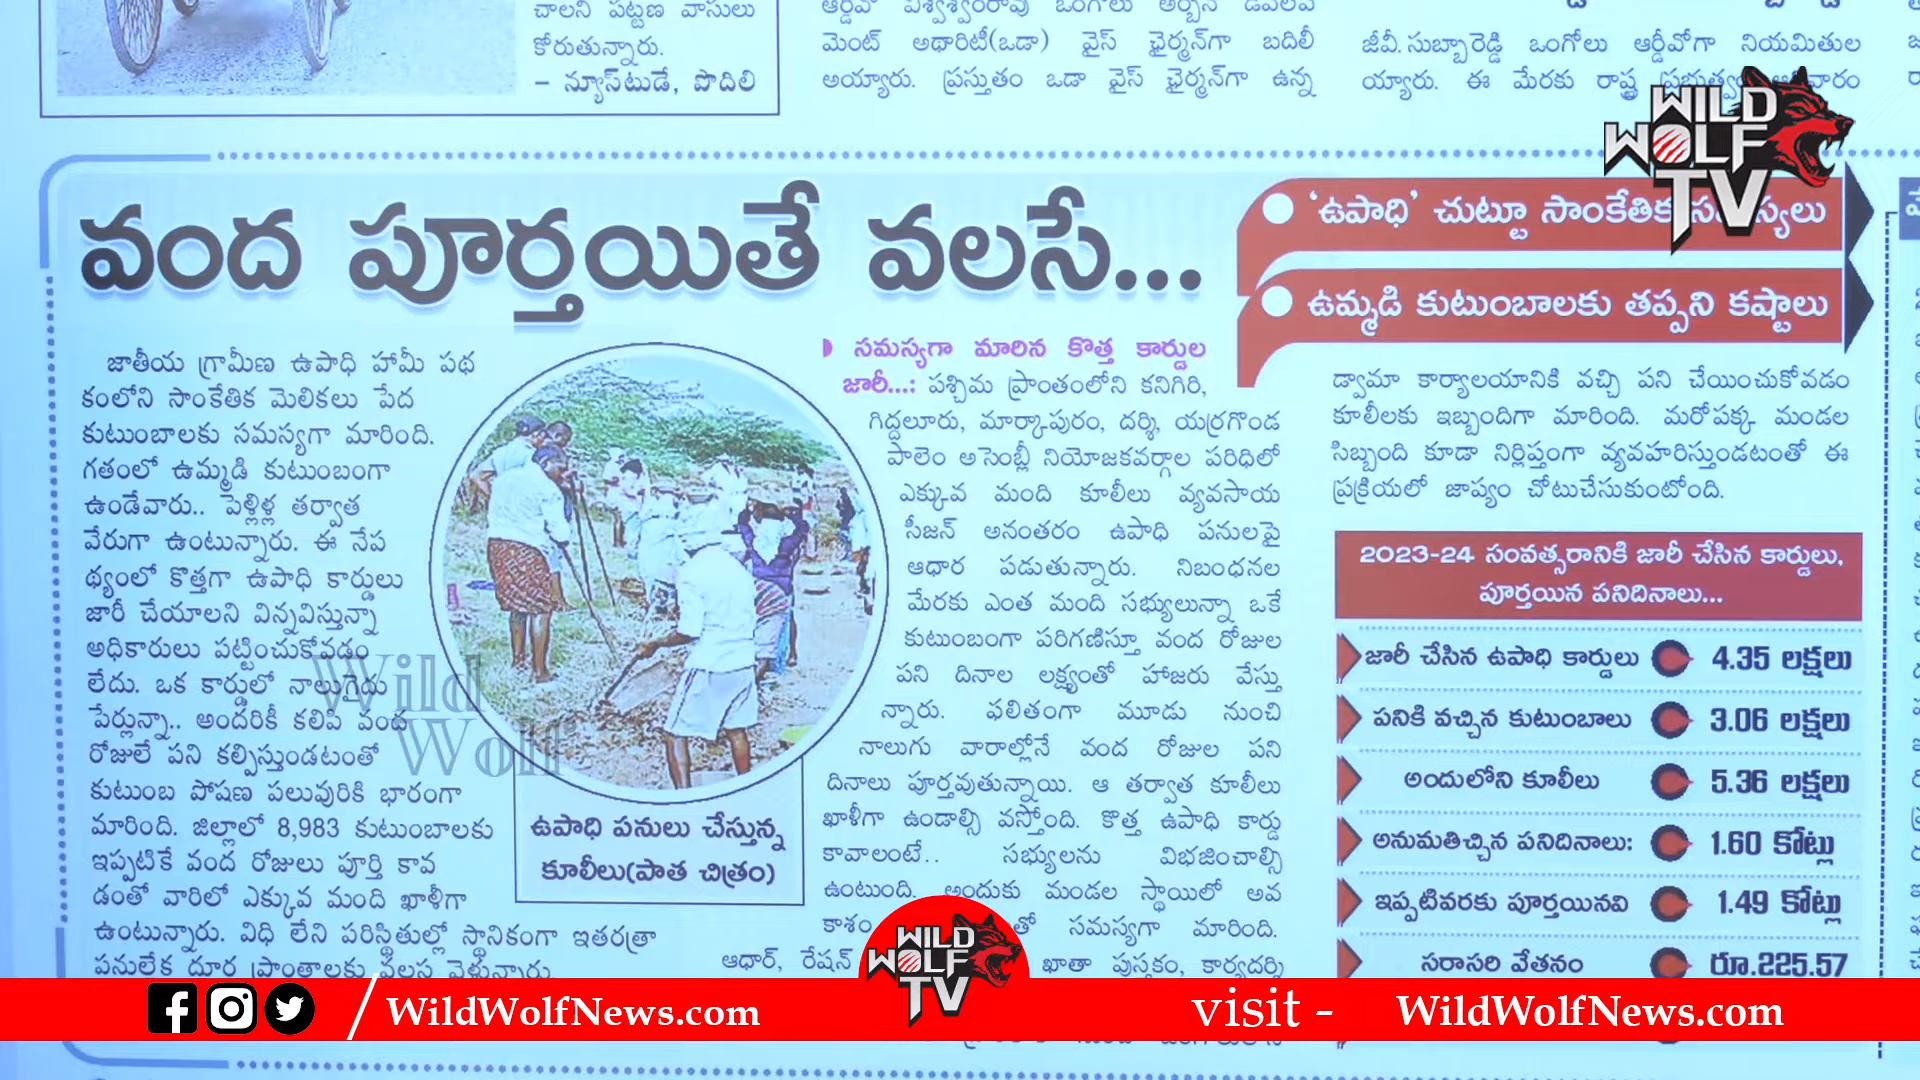 చాలని పట్టణ వాసులు
కోరుతున్నారు.
– న్యూస్‌టుడే, పొదిలి
మెంట్ అథారిటీ(ఒడా) వైస్ ఛైర్మన్‌గా బదిలీ
అయ్యారు. ప్రస్తుతం ఒడా వైస్ ఛైర్మన్‌గా ఉన్న
జీవీ.సుబ్బారెడ్డి ఒంగోలు ఆర్డీవోగా నియమితుల
య్యారు. ఈ మేరకు రాష్ట్ర
WILD
WOLF
TV
వంద పూర్తయితే వలసే...
'ఉపాధి' చుట్టూ సాంకేతిక
ఉమ్మడి కుటుంబాలకు తప్పని కష్టాలు
జాతీయ గ్రామీణ ఉపాధి హామీ పథ
కంలోని సాంకేతిక మెలికలు పేద
కుటుంబాలకు సమస్యగా మారింది.
గతంలో ఉమ్మడి కుటుంబంగా
ఉండేవారు.. పెళ్లిళ్ల తర్వాత
వేరుగా ఉంటున్నారు. ఈ నేప
థ్యంలో కొత్తగా ఉపాధి కార్డులు
జారీ చేయాలని విన్నవిస్తున్నా
అధికారులు పట్టించుకోవడం
లేదు. ఒక కార్డులో నాలుగైదు
పేర్లున్నా.. అందరికీ కలిపి వంద
రోజులే పని కల్పిస్తుండటంతో
కుటుంబ పోషణ పలువురికి భారంగా
మారింది. జిల్లాలో 8,983 కుటుంబాలకు
ఇప్పటికే వంద రోజులు పూర్తి కావ
డంతో వారిలో ఎక్కువ మంది ఖాళీగా
ఉంటున్నారు. విధి లేని పరిస్థితుల్లో స్థానికంగా ఇతరత్రా
పనులేక దూర ప్రాంతాలకు వలస వెళ్తున్నారు
Wild
Wolf
ఉపాధి పనులు చేస్తున్న
కూలీలు(పాత చిత్రం)
సమస్యగా మారిన కొత్త కార్డుల
జారీ...: పశ్చిమ ప్రాంతంలోని కనిగిరి,
గిద్దలూరు, మార్కాపురం, దర్శి, యర్రగొండ
పాలెం అసెంబ్లీ నియోజకవర్గాల పరిధిలో
ఎక్కువ మంది కూలీలు వ్యవసాయ
సీజన్ అనంతరం ఉపాధి పనులపై
ఆధార పడుతున్నారు. నిబంధనల
మేరకు ఎంత మంది సభ్యులున్నా ఒకే
కుటుంబంగా పరిగణిస్తూ వంద రోజుల
పని దినాల లక్ష్యంతో హాజరు వేస్తు
న్నారు. ఫలితంగా మూడు నుంచి
నాలుగు వారాల్లోనే వంద రోజుల పని
దినాలు పూర్తవుతున్నాయి. ఆ తర్వాత కూలీలు
ఖాళీగా ఉండాల్సి వస్తోంది. కొత్త ఉపాధి కార్డు
కావాలంటే.. సభ్యులను విభజించాల్సి
ఉంటుంది. అందుకు మండల స్థాయిలో అవ
కాశం తో సమస్యగా మారింది.
ఆధార్, రేషన్ ఖాతా పుస్తకం, కార్యదర్శి
డ్వామా కార్యాలయానికి వచ్చి పని చేయించుకోవడం
కూలీలకు ఇబ్బందిగా మారింది. మరోపక్క మండల
సిబ్బంది కూడా నిర్లిప్తంగా వ్యవహరిస్తుండటంతో ఈ
ప్రక్రియలో జాప్యం చోటుచేసుకుంటోంది.
2023-24 సంవత్సరానికి జారీ చేసిన కార్డులు,
పూర్తయిన పనిదినాలు...
జారీ చేసిన ఉపాధి కార్డులు 4.35 లక్షలు
పనికి వచ్చిన కుటుంబాలు 3.06 లక్షలు
అందులోని కూలీలు 5.36 లక్షలు
అనుమతిచ్చిన పనిదినాలు: 1.60 కోట్లు
ఇప్పటివరకు పూర్తయినవి 1.49 కోట్లు
సరాసరి వేతనం రూ.225.57
WILD
WOLF
TV
WildWolfNews.com
visit - WildWolfNews.com